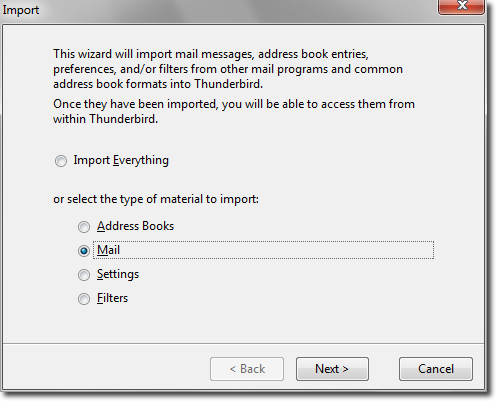 Import
This wizard will import mail messages, address book entries,
preferences, and/or filters from other mail programs and common
address book formats into Thunderbird.
Once they have been imported, you will be able to access them from
within Thunderbird.
Import Everything
or select the type of material to import:
Address Books
Mail
Settings
Filters
< Back Next > Cancel